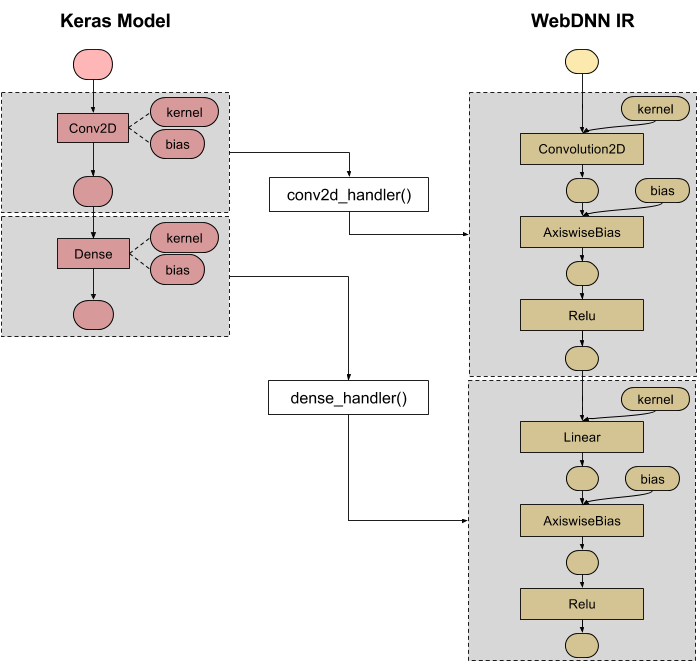 Keras Model
Conv2D
kernel
bias
Dense
kernel
bias
conv2d_handler()
dense_handler()
WebDNN IR
kernel
Convolution2D
bias
AxiswiseBias
Relu
kernel
Linear
bias
AxiswiseBias
Relu